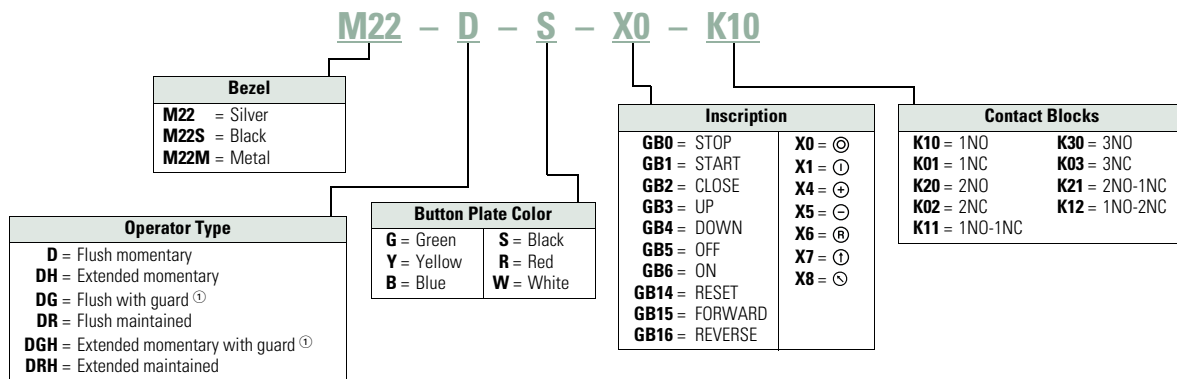 M22 – D – S – X0 – K10
Bezel
M22 = Silver
M22S = Black
M22M = Metal
Operator Type
D = Flush momentary
DH = Extended momentary
DG = Flush with guard ①
DR = Flush maintained
DGH = Extended momentary with guard ①
DRH = Extended maintained
Button Plate Color
G = Green
Y = Yellow
B = Blue
S = Black
R = Red
W = White
Inscription
GB0 = STOP
GB1 = START
GB2 = CLOSE
GB3 = UP
GB4 = DOWN
GB5 = OFF
GB6 = ON
GB14 = RESET
GB15 = FORWARD
GB16 = REVERSE
X0 = ◎
X1 = Ⓘ
X4 = ⊕
X5 = ⊖
X6 = Ⓡ
X7 = ①
X8 = ⦸
Contact Blocks
K10 = 1NO
K01 = 1NC
K20 = 2NO
K02 = 2NC
K11 = 1NO-1NC
K30 = 3NO
K03 = 3NC
K21 = 2NO-1NC
K12 = 1NO-2NC